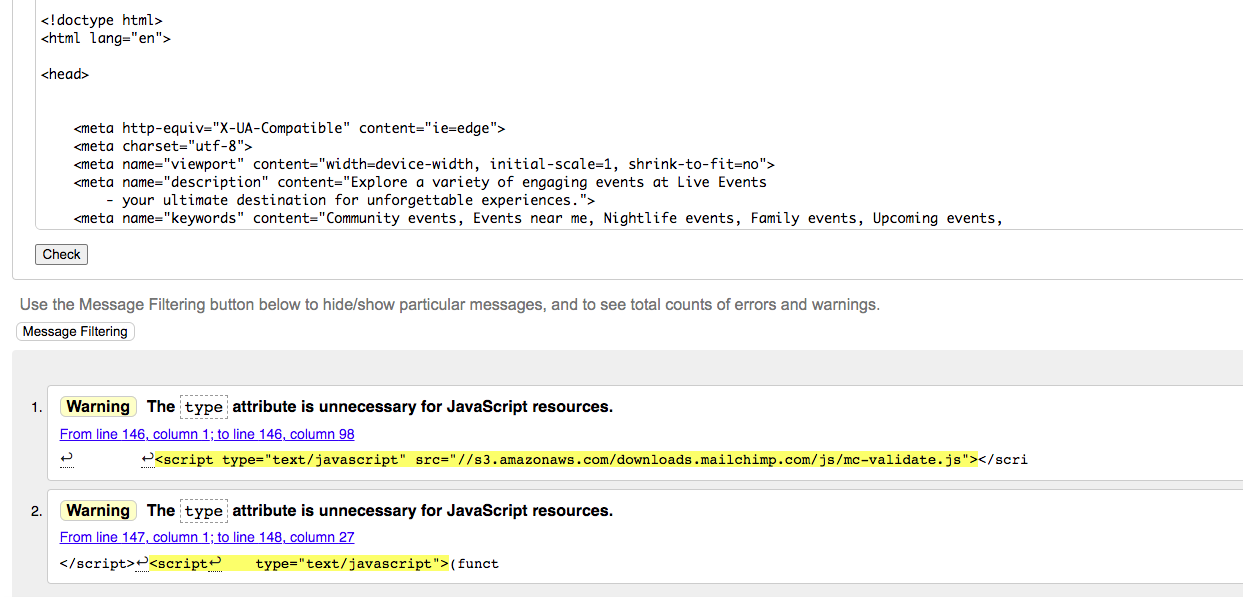 <!doctype html>
<html lang="en">
<head>
<meta http-equiv="X-UA-Compatible" content="ie=edge">
<meta charset="utf-8">
<meta name="viewport" content="width=device-width, initial-scale=1, shrink-to-fit=no">
<meta name="description" content="Explore a variety of engaging events at Live Events
- your ultimate destination for unforgettable experiences.">
<meta name="keywords" content="Community events, Events near me, Nightlife events, Family events, Upcoming events,
Check
Use the Message Filtering button below to hide/show particular messages, and to see total counts of errors and warnings.
Message Filtering
1. Warning The type attribute is unnecessary for JavaScript resources.
From line 146, column 1; to line 146, column 98
↩ ↩<script type="text/javascript" src="//s3.amazonaws.com/downloads.mailchimp.com/js/mc-validate.js"></scri
2. Warning The type attribute is unnecessary for JavaScript resources.
From line 147, column 1; to line 148, column 27
</script>↩<script↩ type="text/javascript">(funct